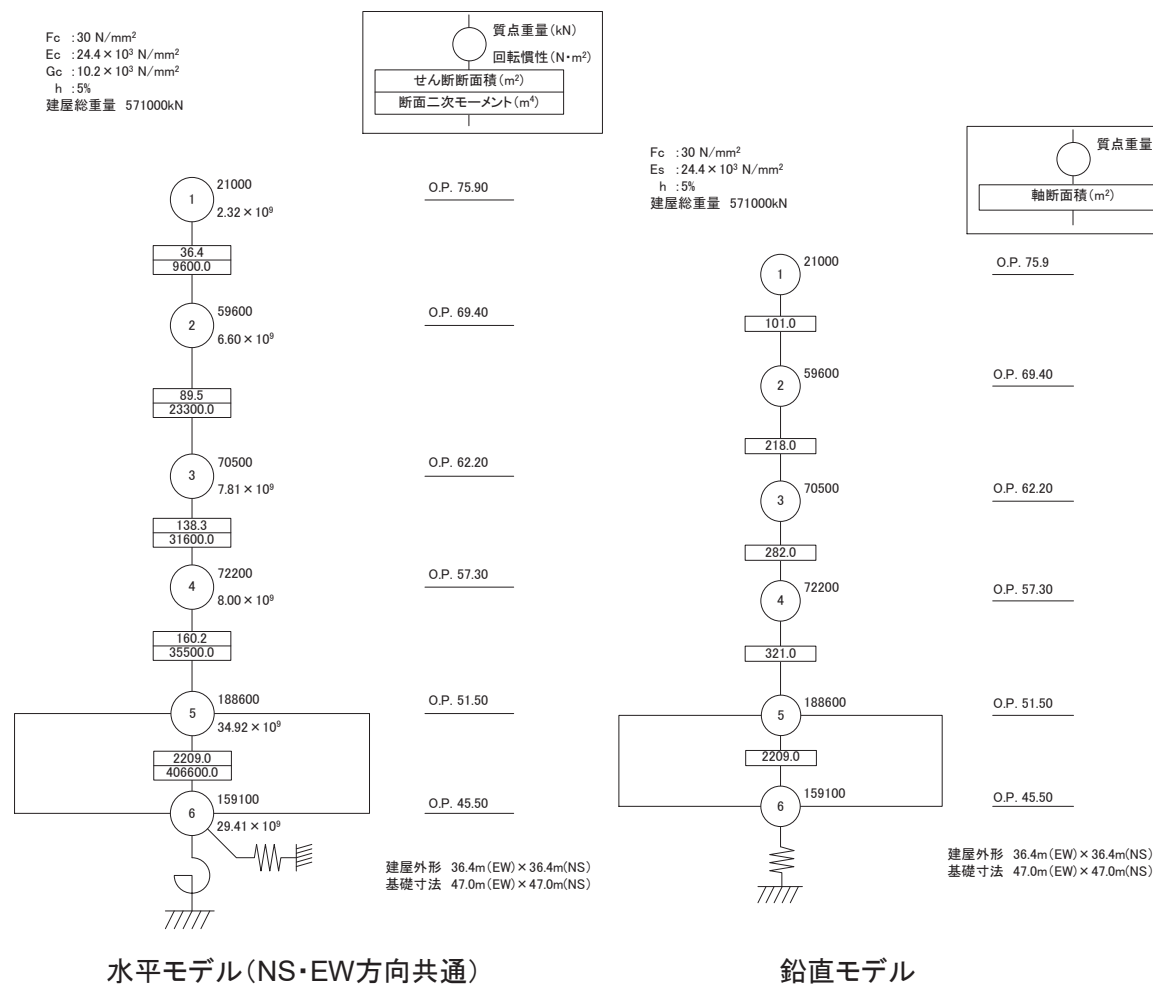 Fc :30 N/mm²
Ec :24.4×10³ N/mm²
Gc :10.2×10³ N/mm²
h :5%
建屋総重量 571000kN
質点重量(kN)
回転慣性(N・m²)
せん断断面積(m²)
断面二次モーメント(m⁴)
1
21000
2.32×10⁹
O.P. 75.90
36.4
9600.0
2
59600
6.60×10⁹
O.P. 69.40
89.5
23300.0
3
70500
7.81×10⁹
O.P. 62.20
138.3
31600.0
4
72200
8.00×10⁹
O.P. 57.30
160.2
35500.0
5
188600
34.92×10⁹
O.P. 51.50
2209.0
406600.0
6
159100
29.41×10⁹
O.P. 45.50
建屋外形 36.4m(EW)×36.4m(NS)
基礎寸法 47.0m(EW)×47.0m(NS)
水平モデル(NS・EW方向共通)
Fc :30 N/mm²
Es :24.4×10³ N/mm²
h :5%
建屋総重量 571000kN
質点重量
軸断面積(m²)
1
21000
O.P. 75.9
101.0
2
59600
O.P. 69.40
218.0
3
70500
O.P. 62.20
282.0
4
72200
O.P. 57.30
321.0
5
188600
O.P. 51.50
2209.0
6
159100
O.P. 45.50
建屋外形 36.4m(EW)×36.4m(NS)
基礎寸法 47.0m(EW)×47.0m(NS)
鉛直モデル